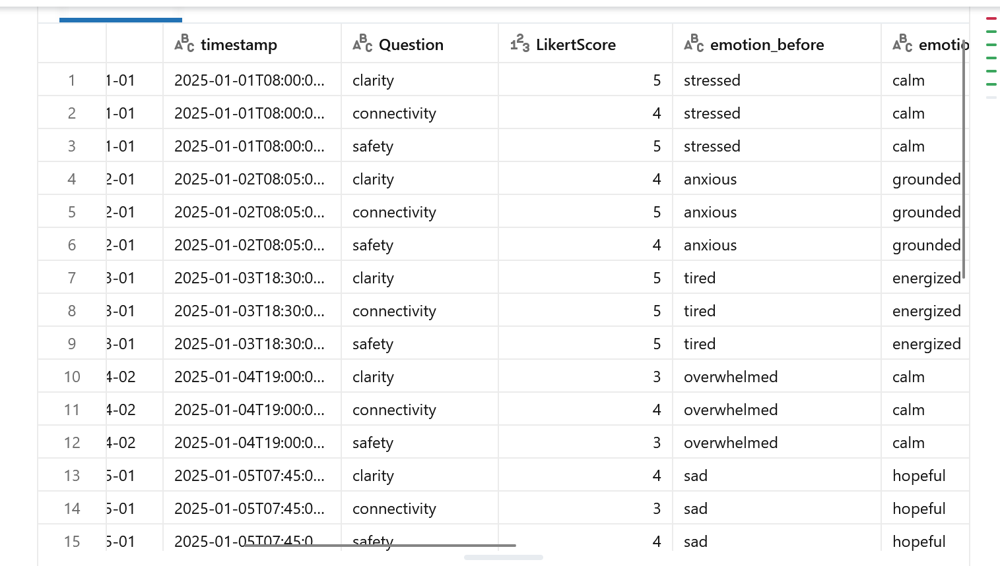 ABC timestamp ABC Question 123 LikertScore ABC emotion_before ABC emotio
1 1-01 2025-01-01T08:00:0... clarity 5 stressed calm
2 1-01 2025-01-01T08:00:0... connectivity 4 stressed calm
3 1-01 2025-01-01T08:00:0... safety 5 stressed calm
4 2-01 2025-01-02T08:05:0... clarity 4 anxious grounded
5 2-01 2025-01-02T08:05:0... connectivity 5 anxious grounded
6 2-01 2025-01-02T08:05:0... safety 4 anxious grounded
7 3-01 2025-01-03T18:30:0... clarity 5 tired energized
8 3-01 2025-01-03T18:30:0... connectivity 5 tired energized
9 3-01 2025-01-03T18:30:0... safety 5 tired energized
10 4-02 2025-01-04T19:00:0... clarity 3 overwhelmed calm
11 4-02 2025-01-04T19:00:0... connectivity 4 overwhelmed calm
12 4-02 2025-01-04T19:00:0... safety 3 overwhelmed calm
13 5-01 2025-01-05T07:45:0... clarity 4 sad hopeful
14 5-01 2025-01-05T07:45:0... connectivity 3 sad hopeful
15 5-01 2025-01-05T07:45:0... safety 4 sad hopeful